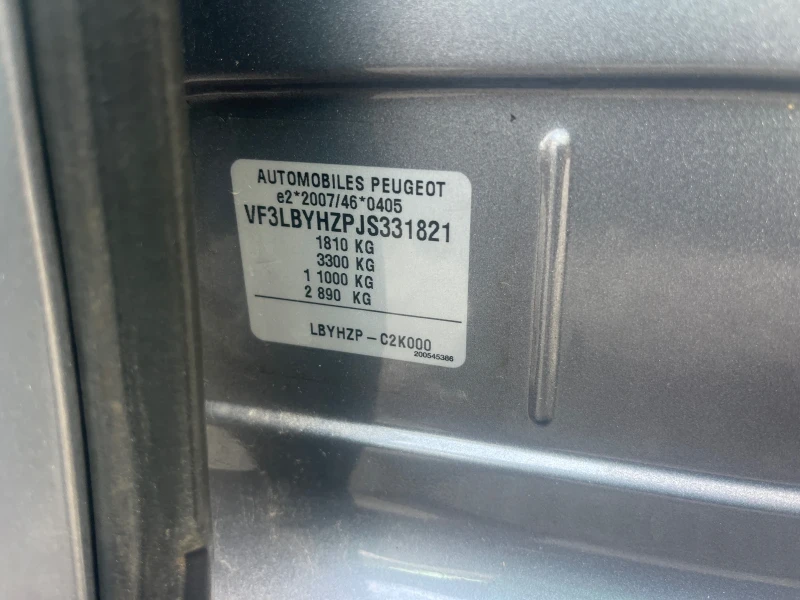 AUTOMOBILES PEUGEOT
e2*2007/46*0405
VF3LBYHZPJS331821
1810 KG
3300 KG
1 1000 KG
2 890 KG
LBYHZP – C2K000
200545386